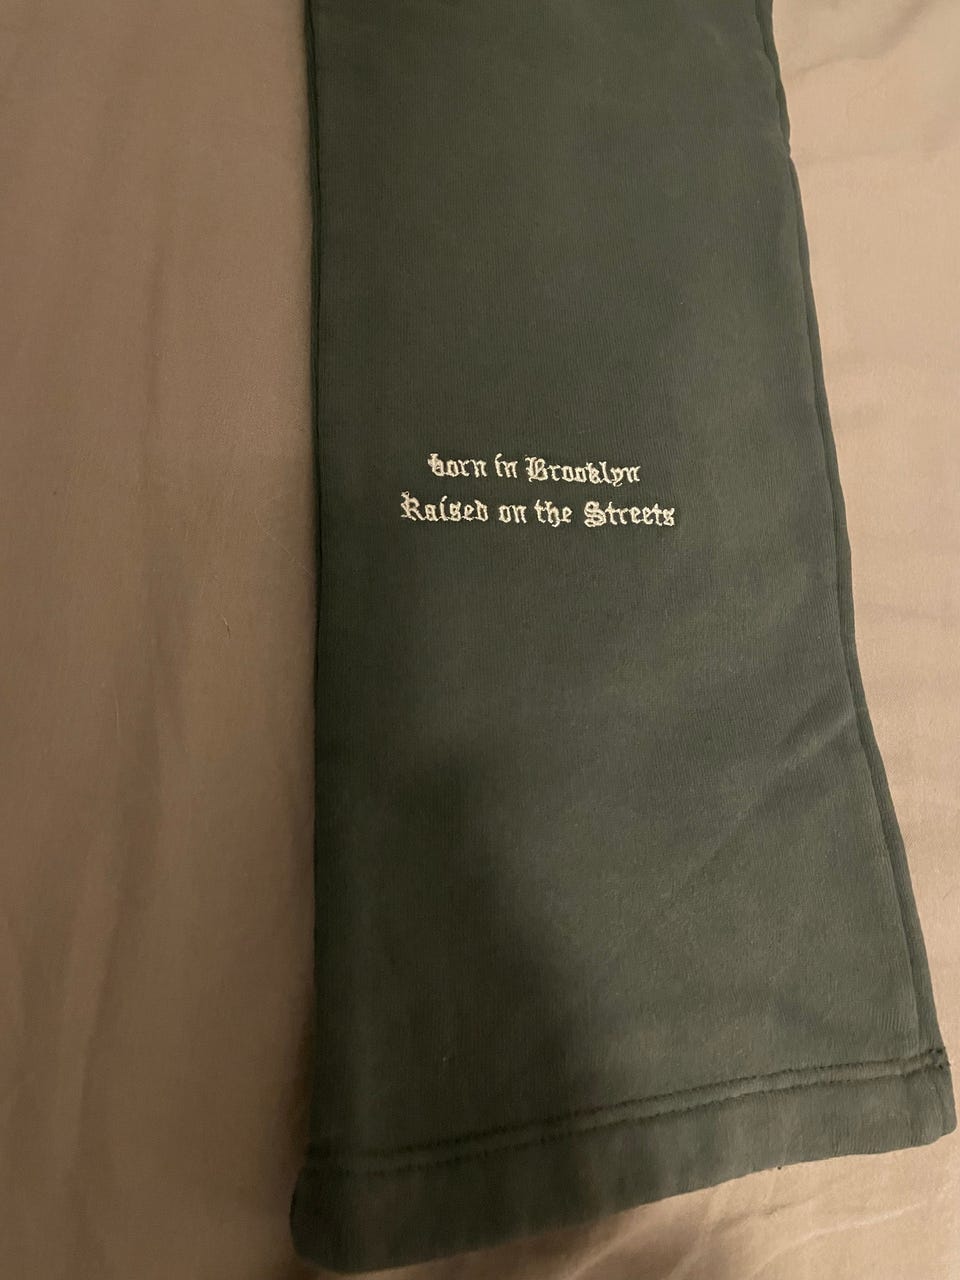 born in Brooklyn
Raised on the Streets